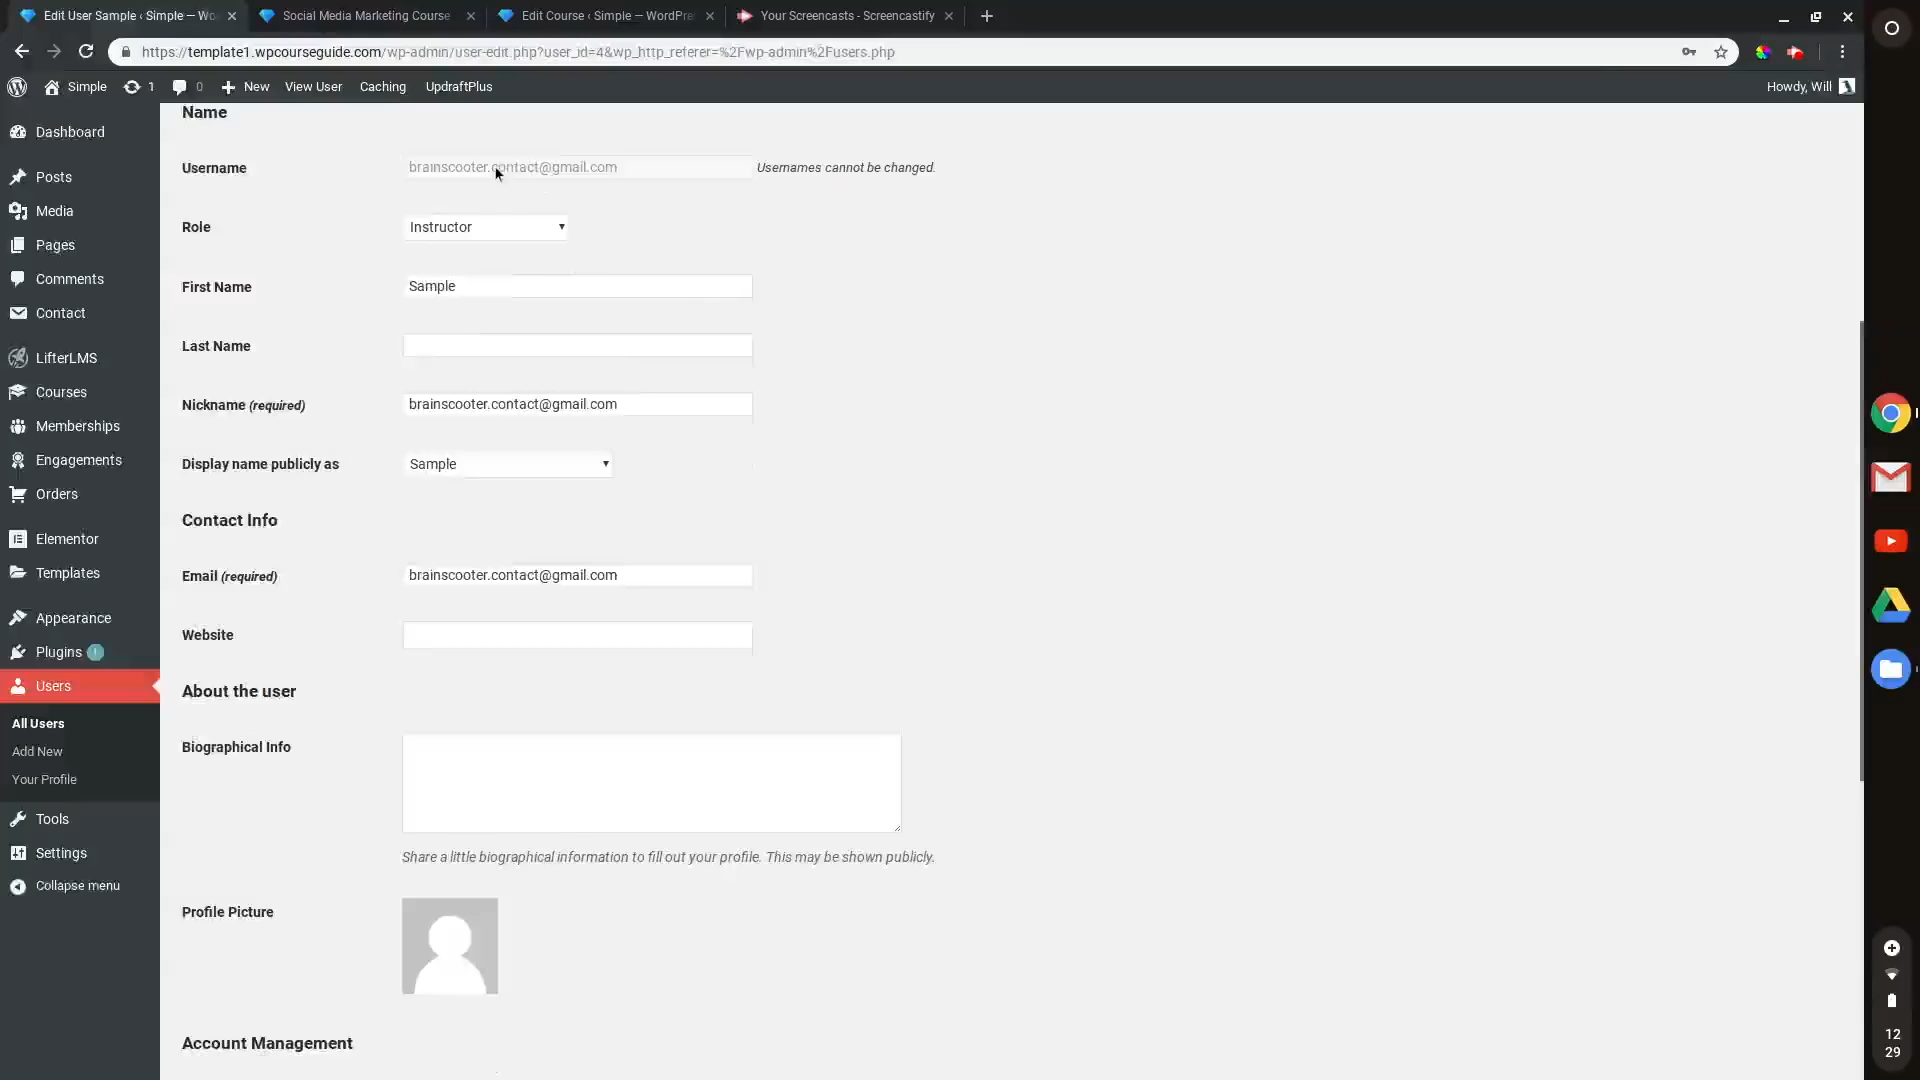 Edit User Sample ‹ Simple — Wo
Social Media Marketing Course
Edit Course ‹ Simple — WordPre
Your Screencasts - Screencastify
https://template1.wpcourseguide.com/wp-admin/user-edit.php?user_id=4&wp_http_referer=%2Fwp-admin%2Fusers.php
Simple
1
0
New
View User
Caching
UpdraftPlus
Howdy, Will
Dashboard
Posts
Media
Pages
Comments
Contact
LifterLMS
Courses
Memberships
Engagements
Orders
Elementor
Templates
Appearance
Plugins
Users
All Users
Add New
Your Profile
Tools
Settings
Collapse menu
Name
Username
brainscooter.contact@gmail.com
Usernames cannot be changed.
Role
Instructor
First Name
Sample
Last Name
Nickname (required)
brainscooter.contact@gmail.com
Display name publicly as
Sample
Contact Info
Email (required)
brainscooter.contact@gmail.com
Website
About the user
Biographical Info
Share a little biographical information to fill out your profile. This may be shown publicly.
Profile Picture
Account Management
12
29